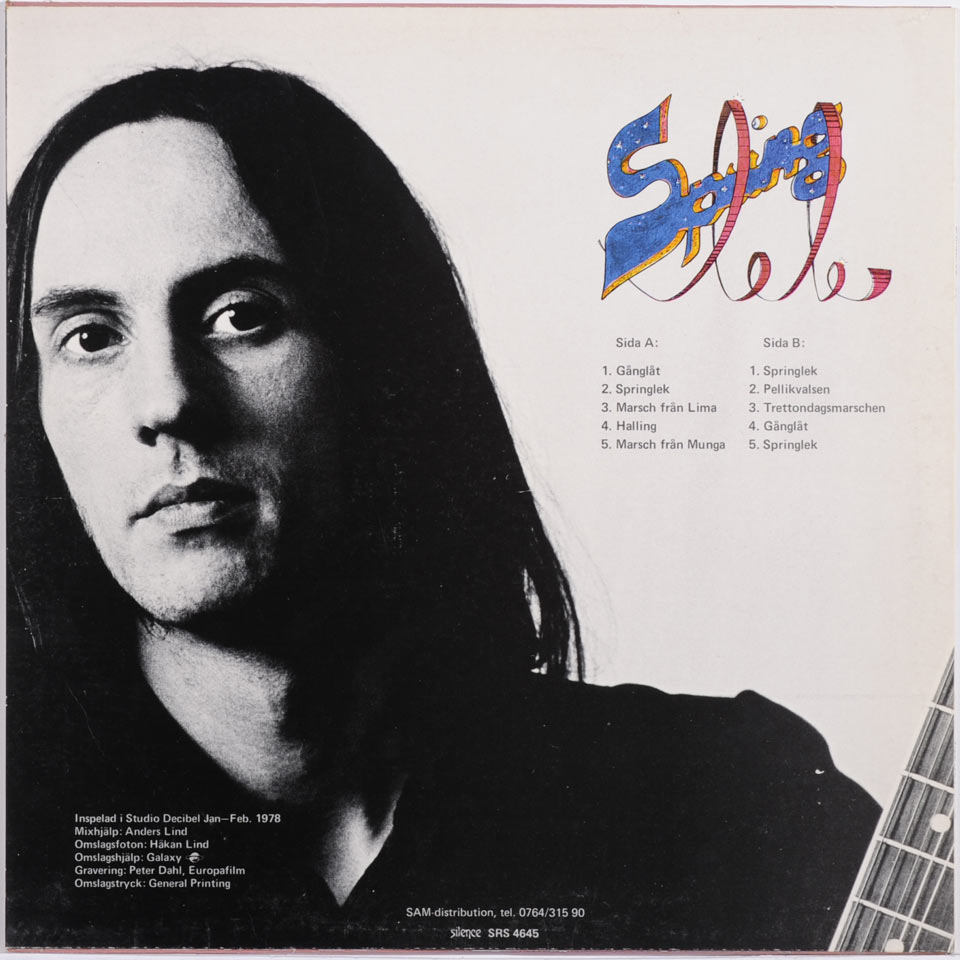 Springlekar
Sida A:
1. Gånglåt
2. Springlek
3. Marsch från Lima
4. Halling
5. Marsch från Munga
Sida B:
1. Springlek
2. Pellikvalsen
3. Trettondagsmarschen
4. Gånglåt
5. Springlek
Inspelad i Studio Decibel Jan—Feb. 1978
Mixhjälp: Anders Lind
Omslagsfoton: Håkan Lind
Omslagshjälp: Galaxy
Gravering: Peter Dahl, Europafilm
Omslagstryck: General Printing
SAM-distribution, tel. 0764/315 90
silence SRS 4645